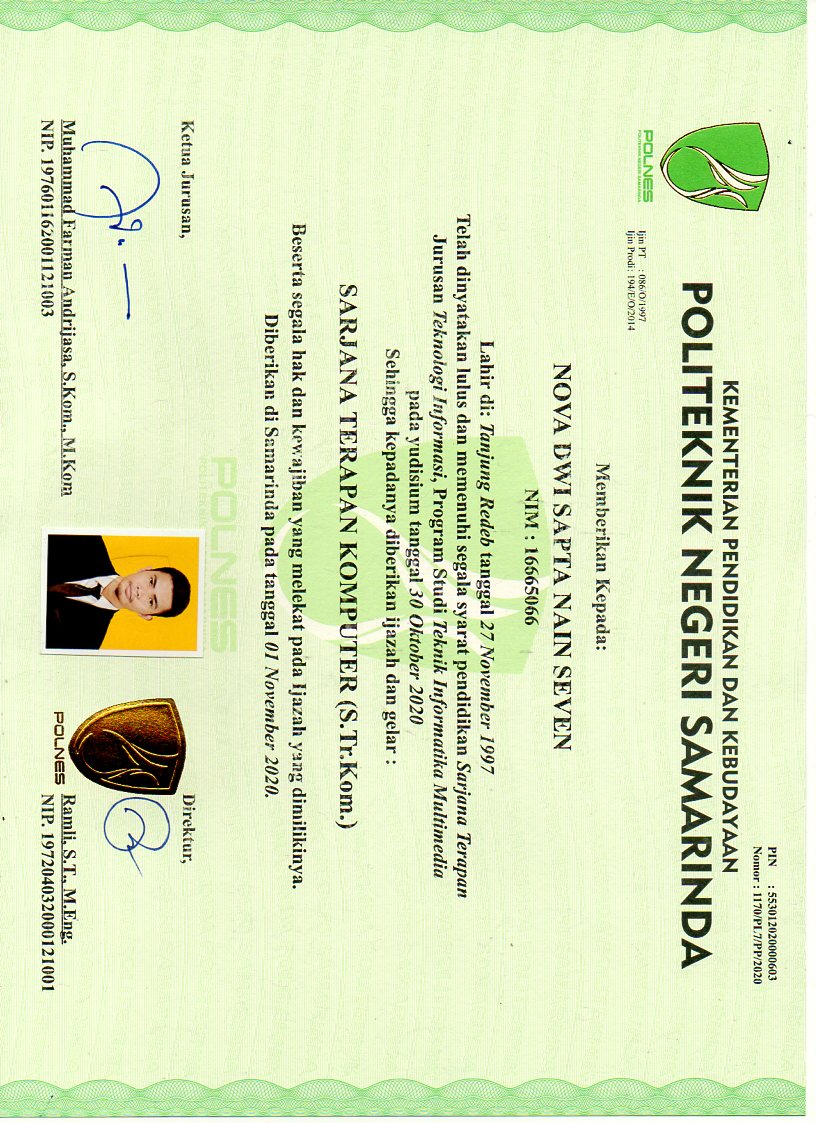 PIN : 553012020000603
Nomor : 1170/PL7/PP/2020
KEMENTERIAN PENDIDIKAN DAN KEBUDAYAAN
POLITEKNIK NEGERI SAMARINDA
POLNES
POLITEKNIK NEGERI SAMARINDA
Ijin PT : 086/O/1997
Ijin Prodi : 194/E/O/2014
Memberikan Kepada:
NOVA DWI SAPTA NAIN SEVEN
NIM : 16665066
Lahir di: Tanjung Redeb tanggal 27 November 1997
Telah dinyatakan lulus dan memenuhi segala syarat pendidikan Sarjana Terapan
Jurusan Teknologi Informasi, Program Studi Teknik Informatika Multimedia
pada yudisium tanggal 30 Oktober 2020
Sehingga kepadanya diberikan ijazah dan gelar :
SARJANA TERAPAN KOMPUTER (S.Tr.Kom.)
Beserta segala hak dan kewajiban yang melekat pada Ijazah yang dimilikinya.
Diberikan di Samarinda pada tanggal 01 November 2020.
POLNES
POLITEKNIK NEGERI SAMARINDA
Ketua Jurusan,
Muhammad Farman Andrijasa, S.Kom., M.Kom
NIP. 197601162001121003
POLNES
Direktur,
Ramli, S.T., M.Eng.
NIP. 197204032000121001